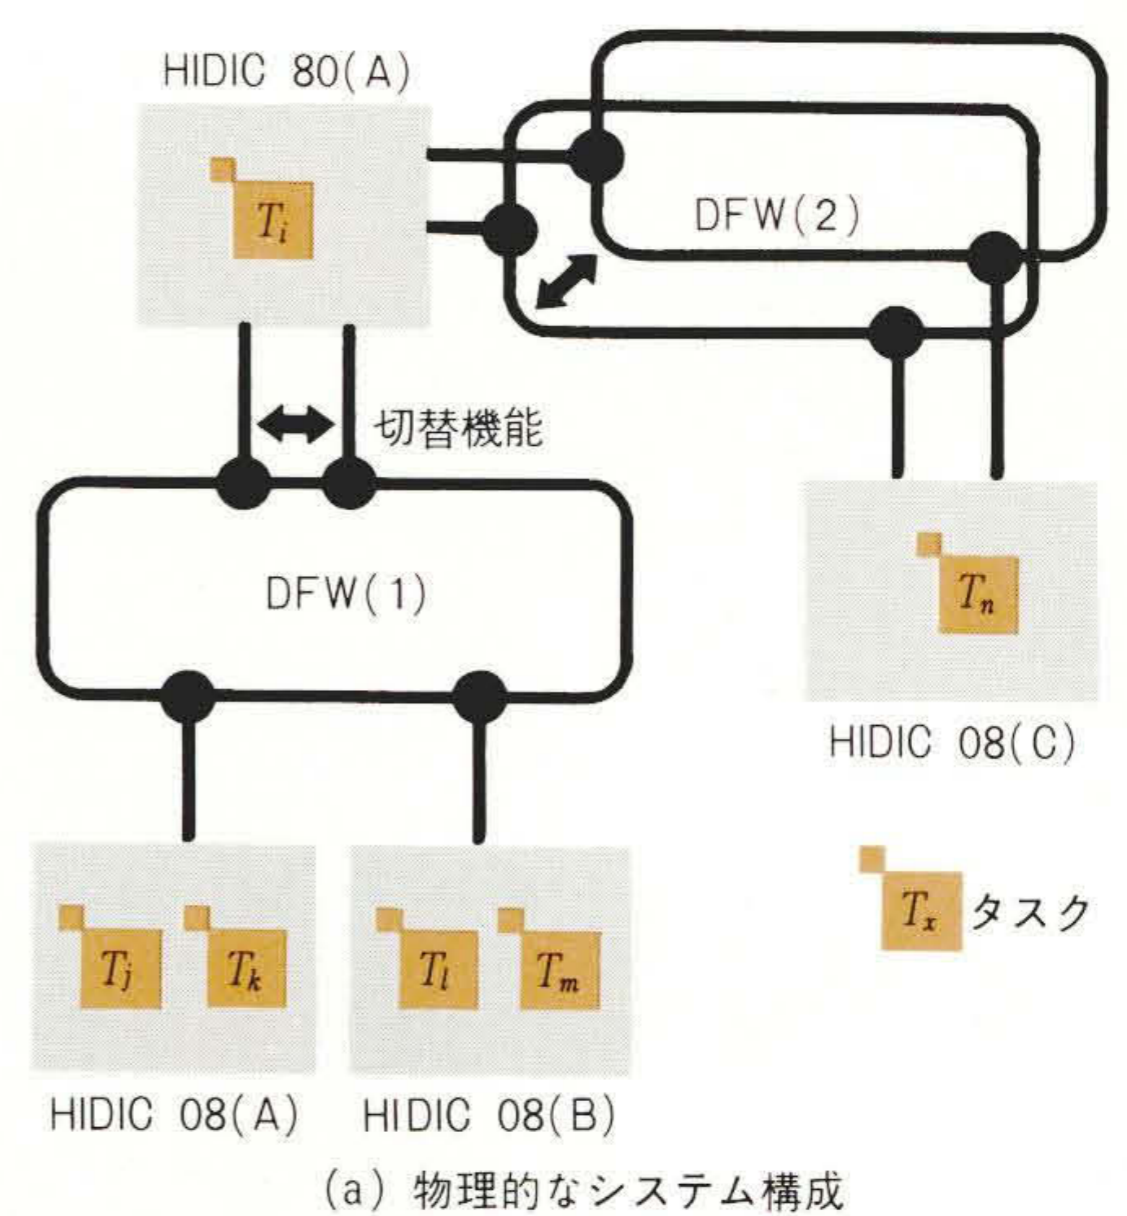 HIDIC 80(A)
Ti
DFW(2)
切替機能
DFW(1)
Tn
HIDIC 08(C)
Tx タスク
Tj Tk Tl Tm
HIDIC 08(A) HIDIC 08(B)
(a) 物理的なシステム構成